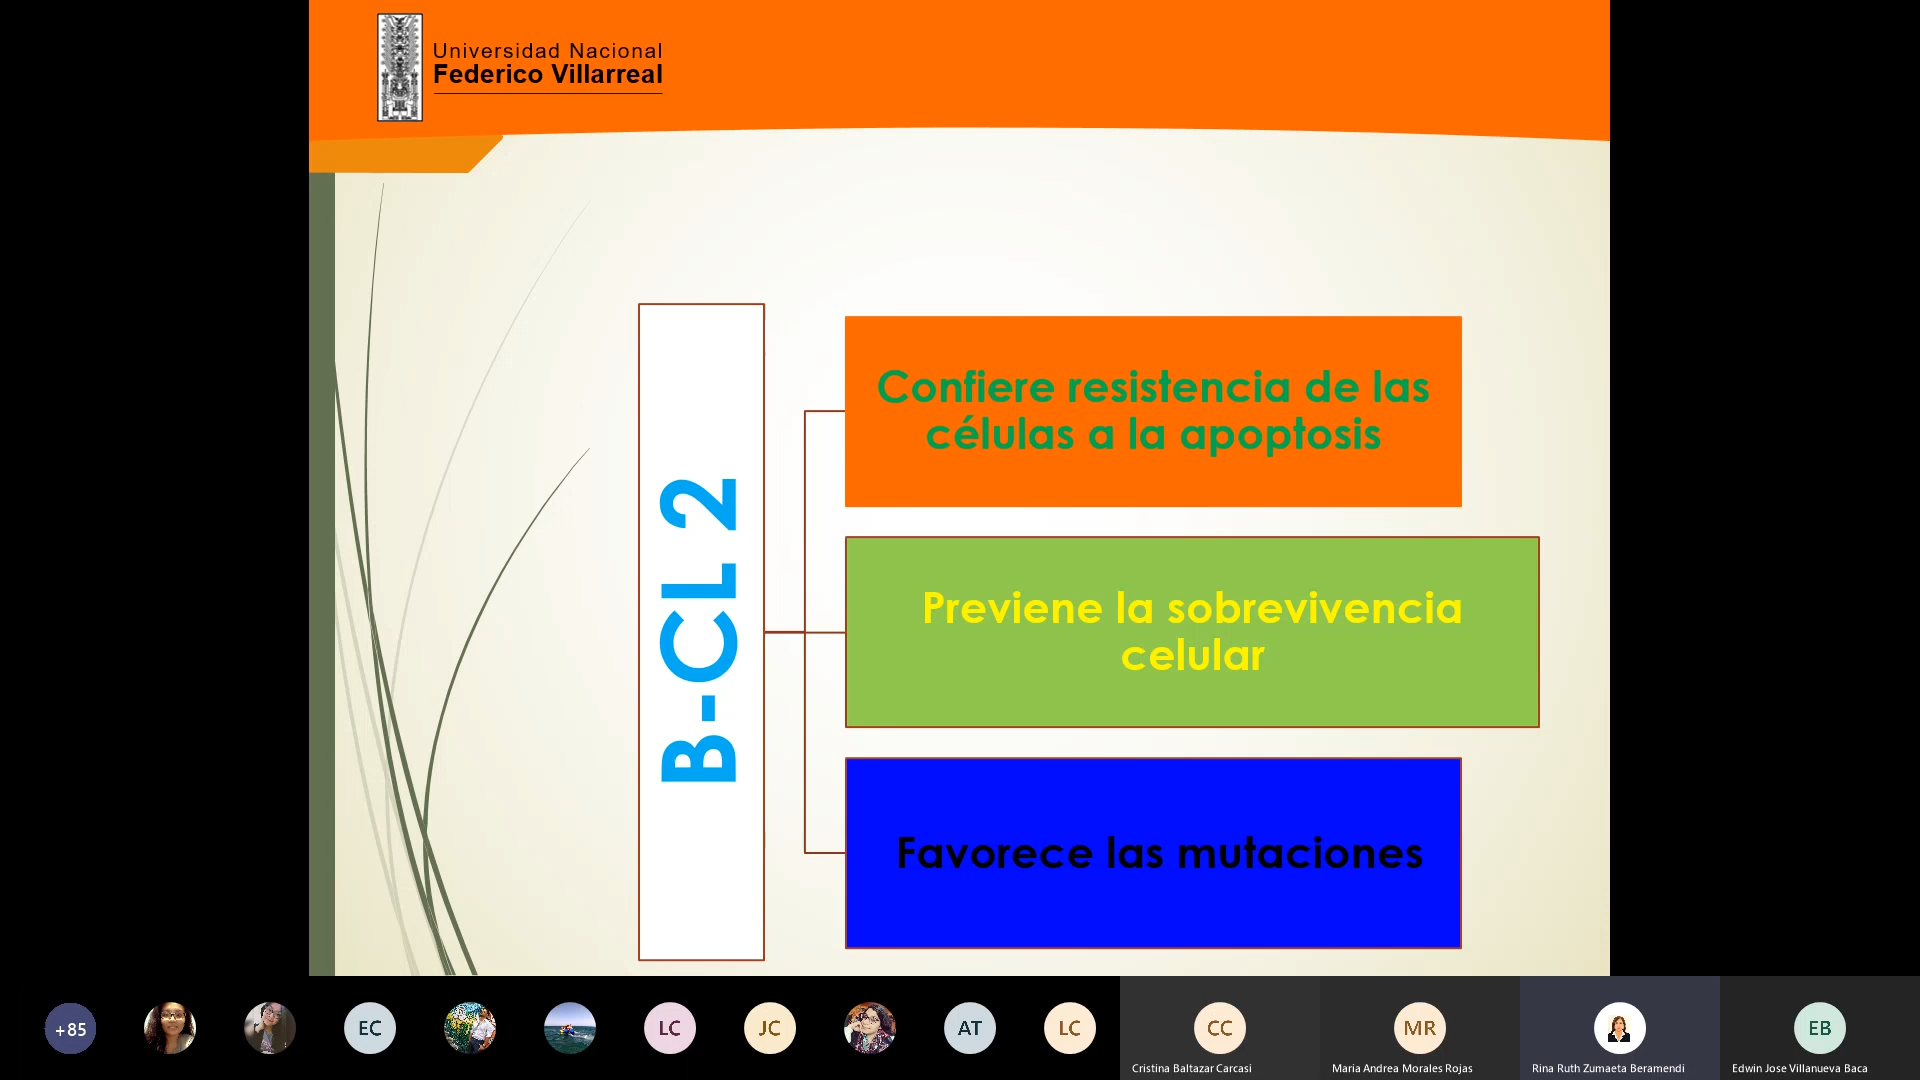 Universidad Nacional
Federico Villarreal
B-CL 2
Confiere resistencia de las
células a la apoptosis
Previene la sobrevivencia
celular
Favorece las mutaciones
+85
EC
LC
JC
AT
LC
CC
MR
EB
Cristina Baltazar Carcasi
Maria Andrea Morales Rojas
Rina Ruth Zumaeta Beramendi
Edwin Jose Villanueva Baca